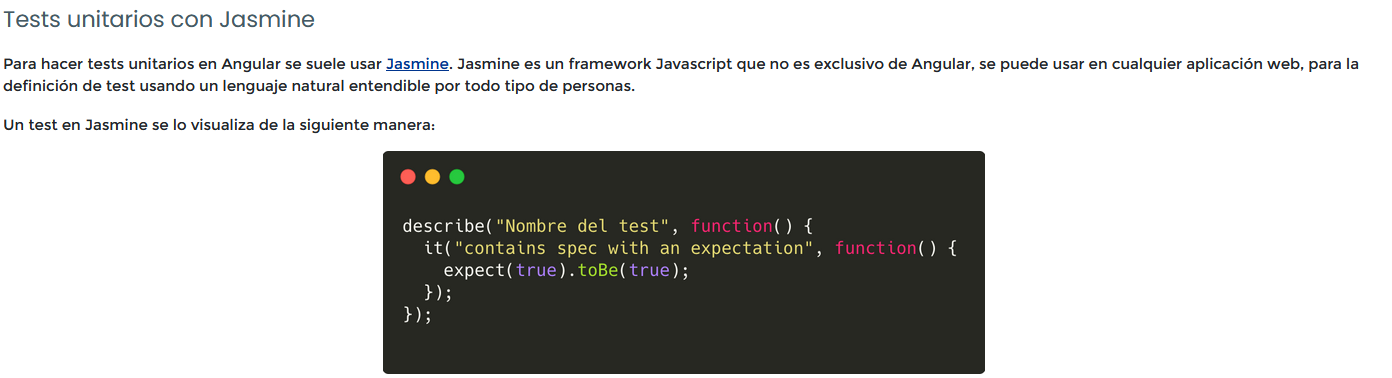 Tests unitarios con Jasmine
Para hacer tests unitarios en Angular se suele usar Jasmine. Jasmine es un framework Javascript que no es exclusivo de Angular, se puede usar en cualquier aplicación web, para la
definición de test usando un lenguaje natural entendible por todo tipo de personas.
Un test en Jasmine se lo visualiza de la siguiente manera:
describe("Nombre del test", function() {
  it("contains spec with an expectation", function() {
    expect(true).toBe(true);
  });
});